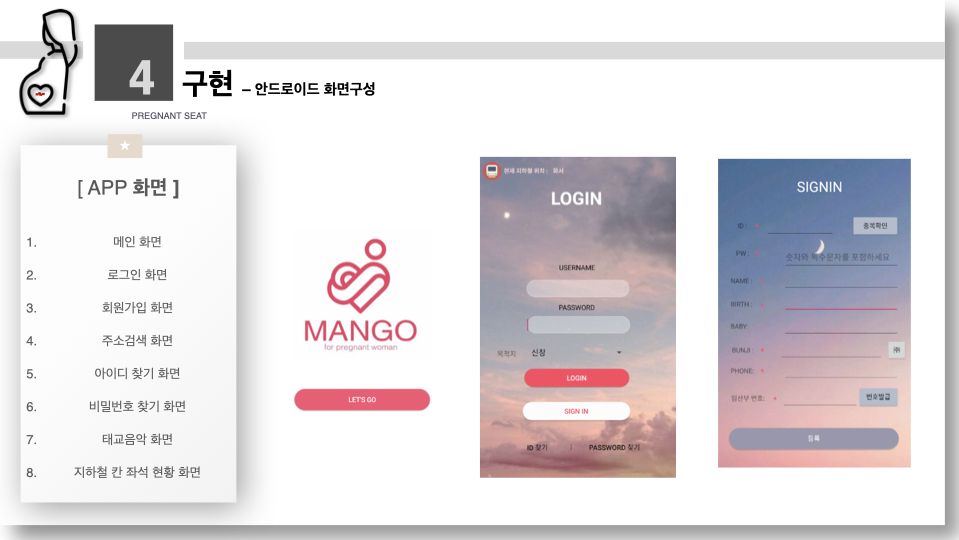 4 구현 – 안드로이드 화면구성
PREGNANT SEAT
[ APP 화면 ]
1. 메인 화면
2. 로그인 화면
3. 회원가입 화면
4. 주소검색 화면
5. 아이디 찾기 화면
6. 비밀번호 찾기 화면
7. 태교음악 화면
8. 지하철 칸 좌석 현황 화면
MANGO
for pregnant woman
LET'S GO
현재 지하철 위치 : 화서
LOGIN
USERNAME
PASSWORD
목적지 신창
LOGIN
SIGN IN
ID 찾기 | PASSWORD 찾기
SIGNIN
ID : * 중복확인
PW : * 숫자와 특수문자를 포함하세요
NAME : *
BIRTH : *
BABY:
BUNJI : *
PHONE: *
임산부 번호: * 번호발급
등록